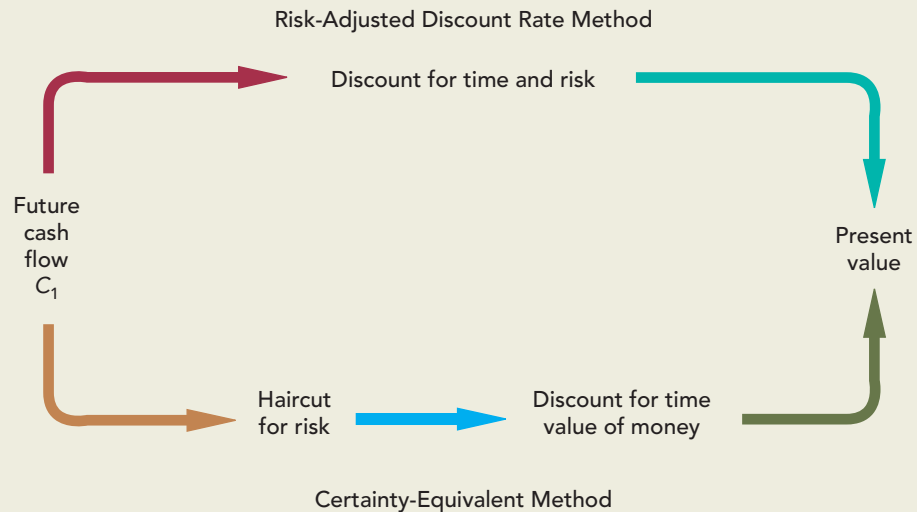 Risk-Adjusted Discount Rate Method
Discount for time and risk
Future
cash
flow
C₁
Present
value
Haircut
for risk
Discount for time
value of money
Certainty-Equivalent Method